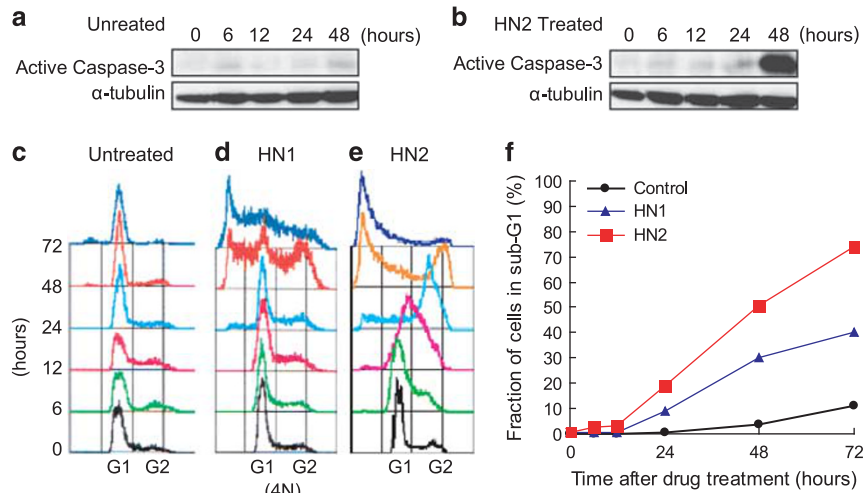 a Untreated
0 6 12 24 48 (hours)
Active Caspase-3
α-tubulin
b HN2 Treated
0 6 12 24 48 (hours)
Active Caspase-3
α-tubulin
c Untreated
d HN1
e HN2
72
48
24
12
6
0
(hours)
G1 G2
G1 G2
(4N)
G1 G2
f
Control
HN1
HN2
Fraction of cells in sub-G1 (%)
100
90
80
70
60
50
40
30
20
10
0
0 24 48 72
Time after drug treatment (hours)